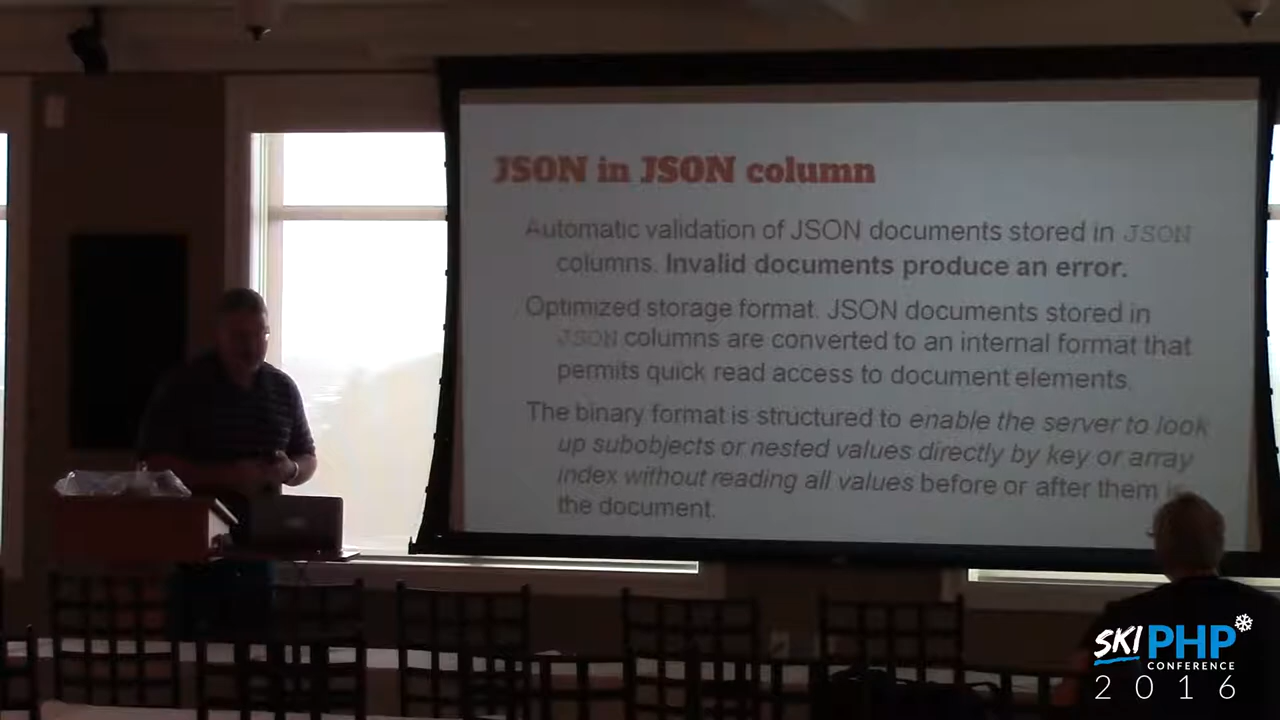 JSON in JSON column
Automatic validation of JSON documents stored in JSON
columns. Invalid documents produce an error.
Optimized storage format. JSON documents stored in
JSON columns are converted to an internal format that
permits quick read access to document elements.
The binary format is structured to enable the server to look
up subobjects or nested values directly by key or array
index without reading all values before or after them
the document.
SKI PHP
CONFERENCE
2016